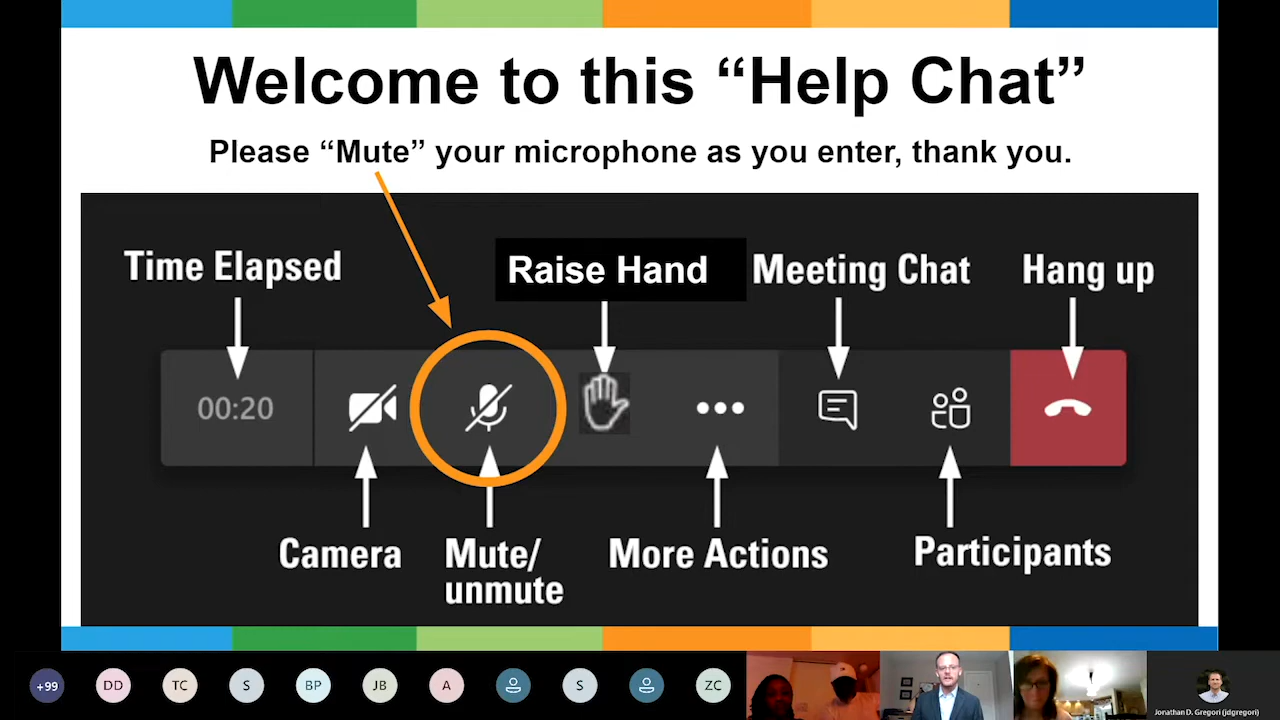 Welcome to this “Help Chat”
Please “Mute” your microphone as you enter, thank you.
Time Elapsed
Raise Hand
Meeting Chat
Hang up
00:20
Camera
Mute/
unmute
More Actions
Participants
+99
DD
TC
S
BP
JB
A
S
ZC
Jonathan D. Gregori (jdgregori)